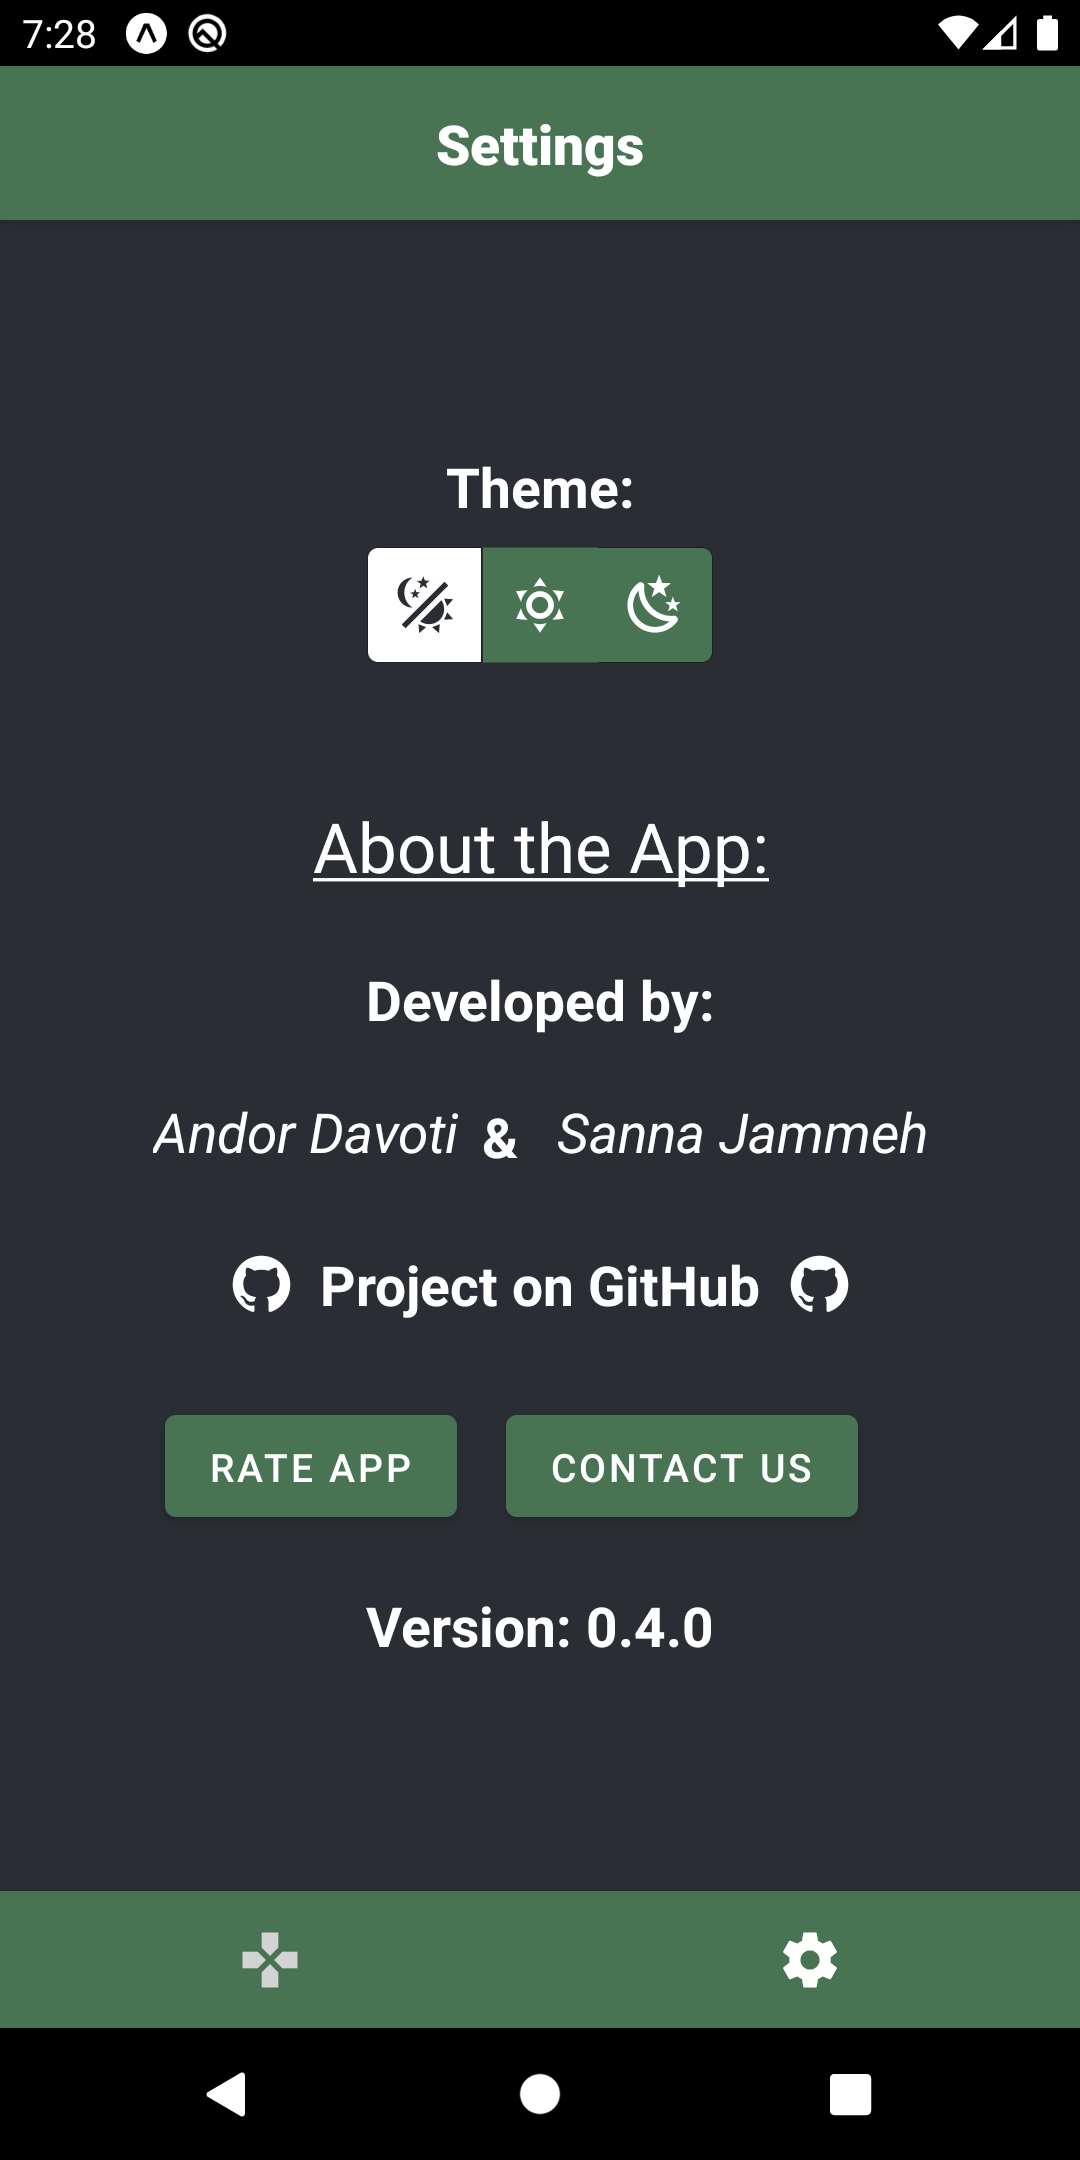 7:28
Settings
Theme:
About the App:
Developed by:
Andor Davoti & Sanna Jammeh
Project on GitHub
RATE APP CONTACT US
Version: 0.4.0